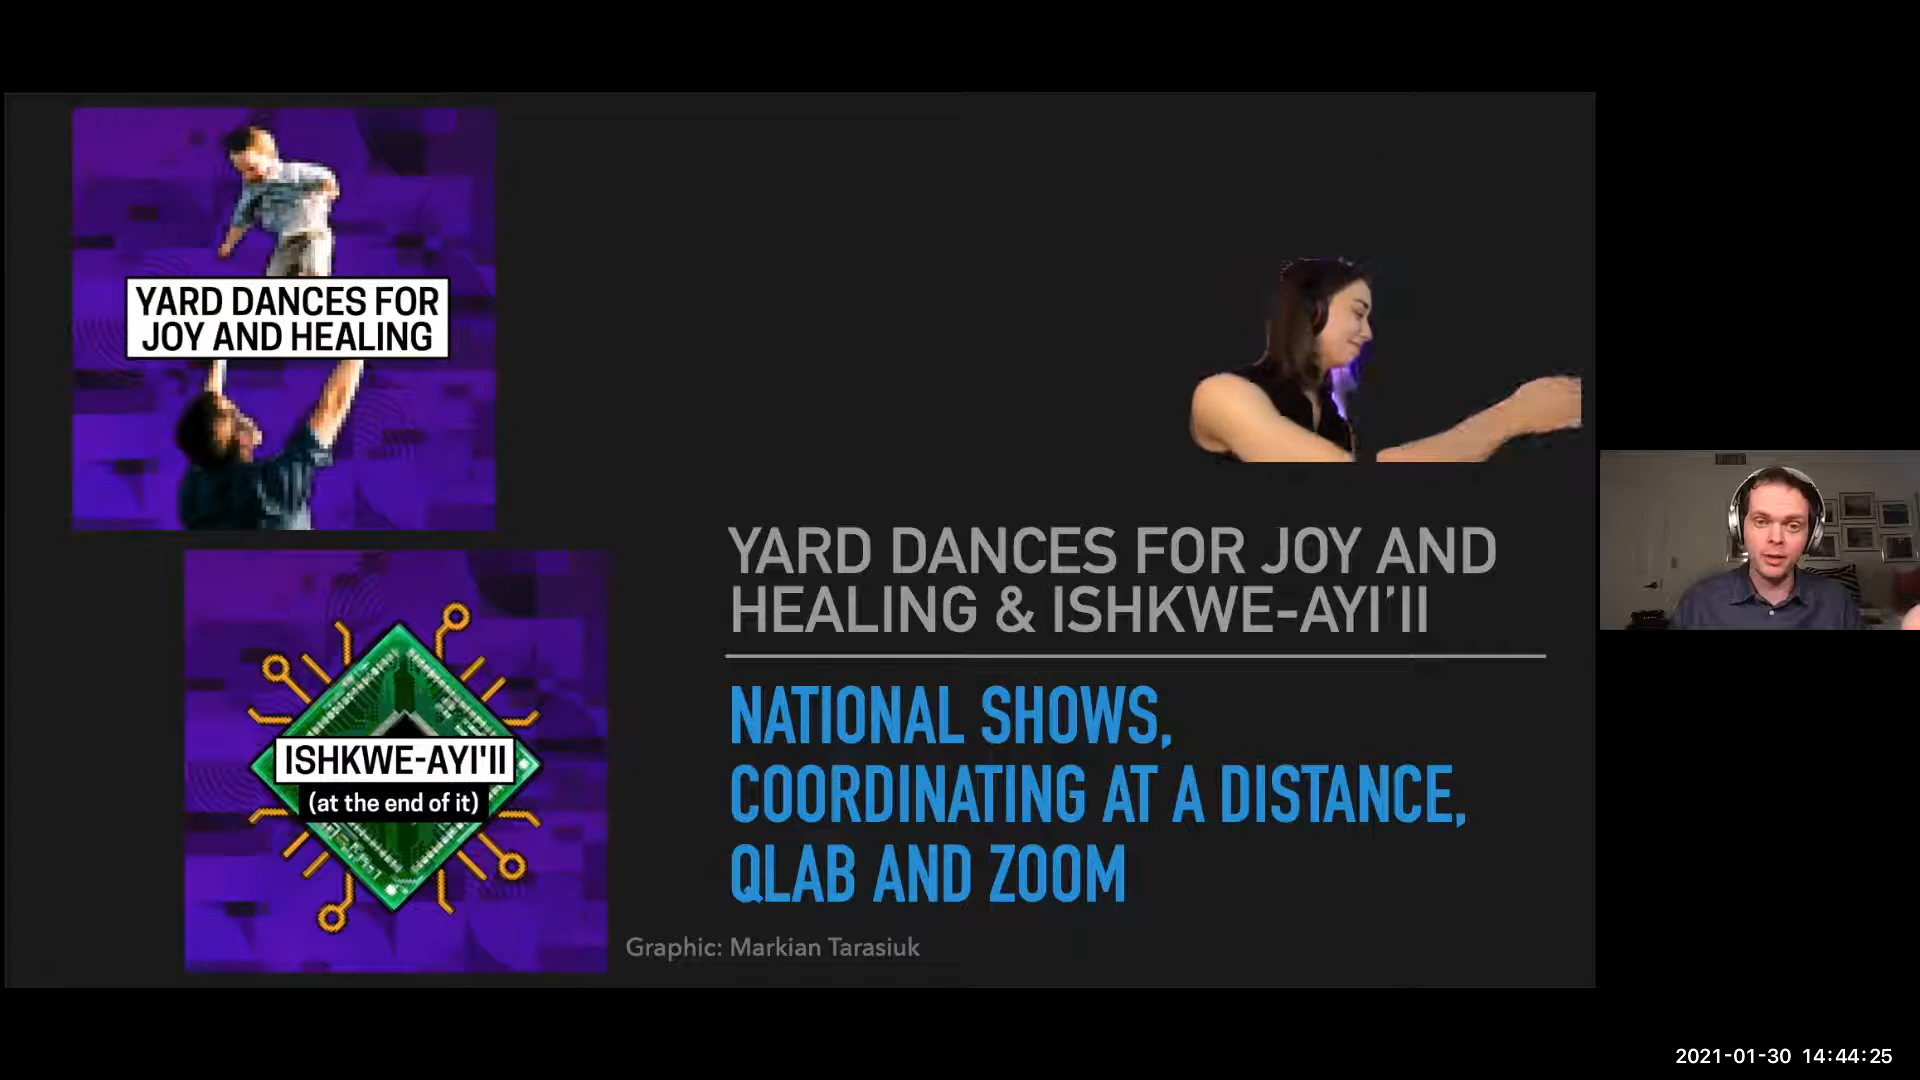 YARD DANCES FOR
JOY AND HEALING
ISHKWE-AYI'II
(at the end of it)
YARD DANCES FOR JOY AND
HEALING & ISHKWE-AYI’II
NATIONAL SHOWS,
COORDINATING AT A DISTANCE,
QLAB AND ZOOM
Graphic: Markian Tarasiuk
2021-01-30 14:44:25